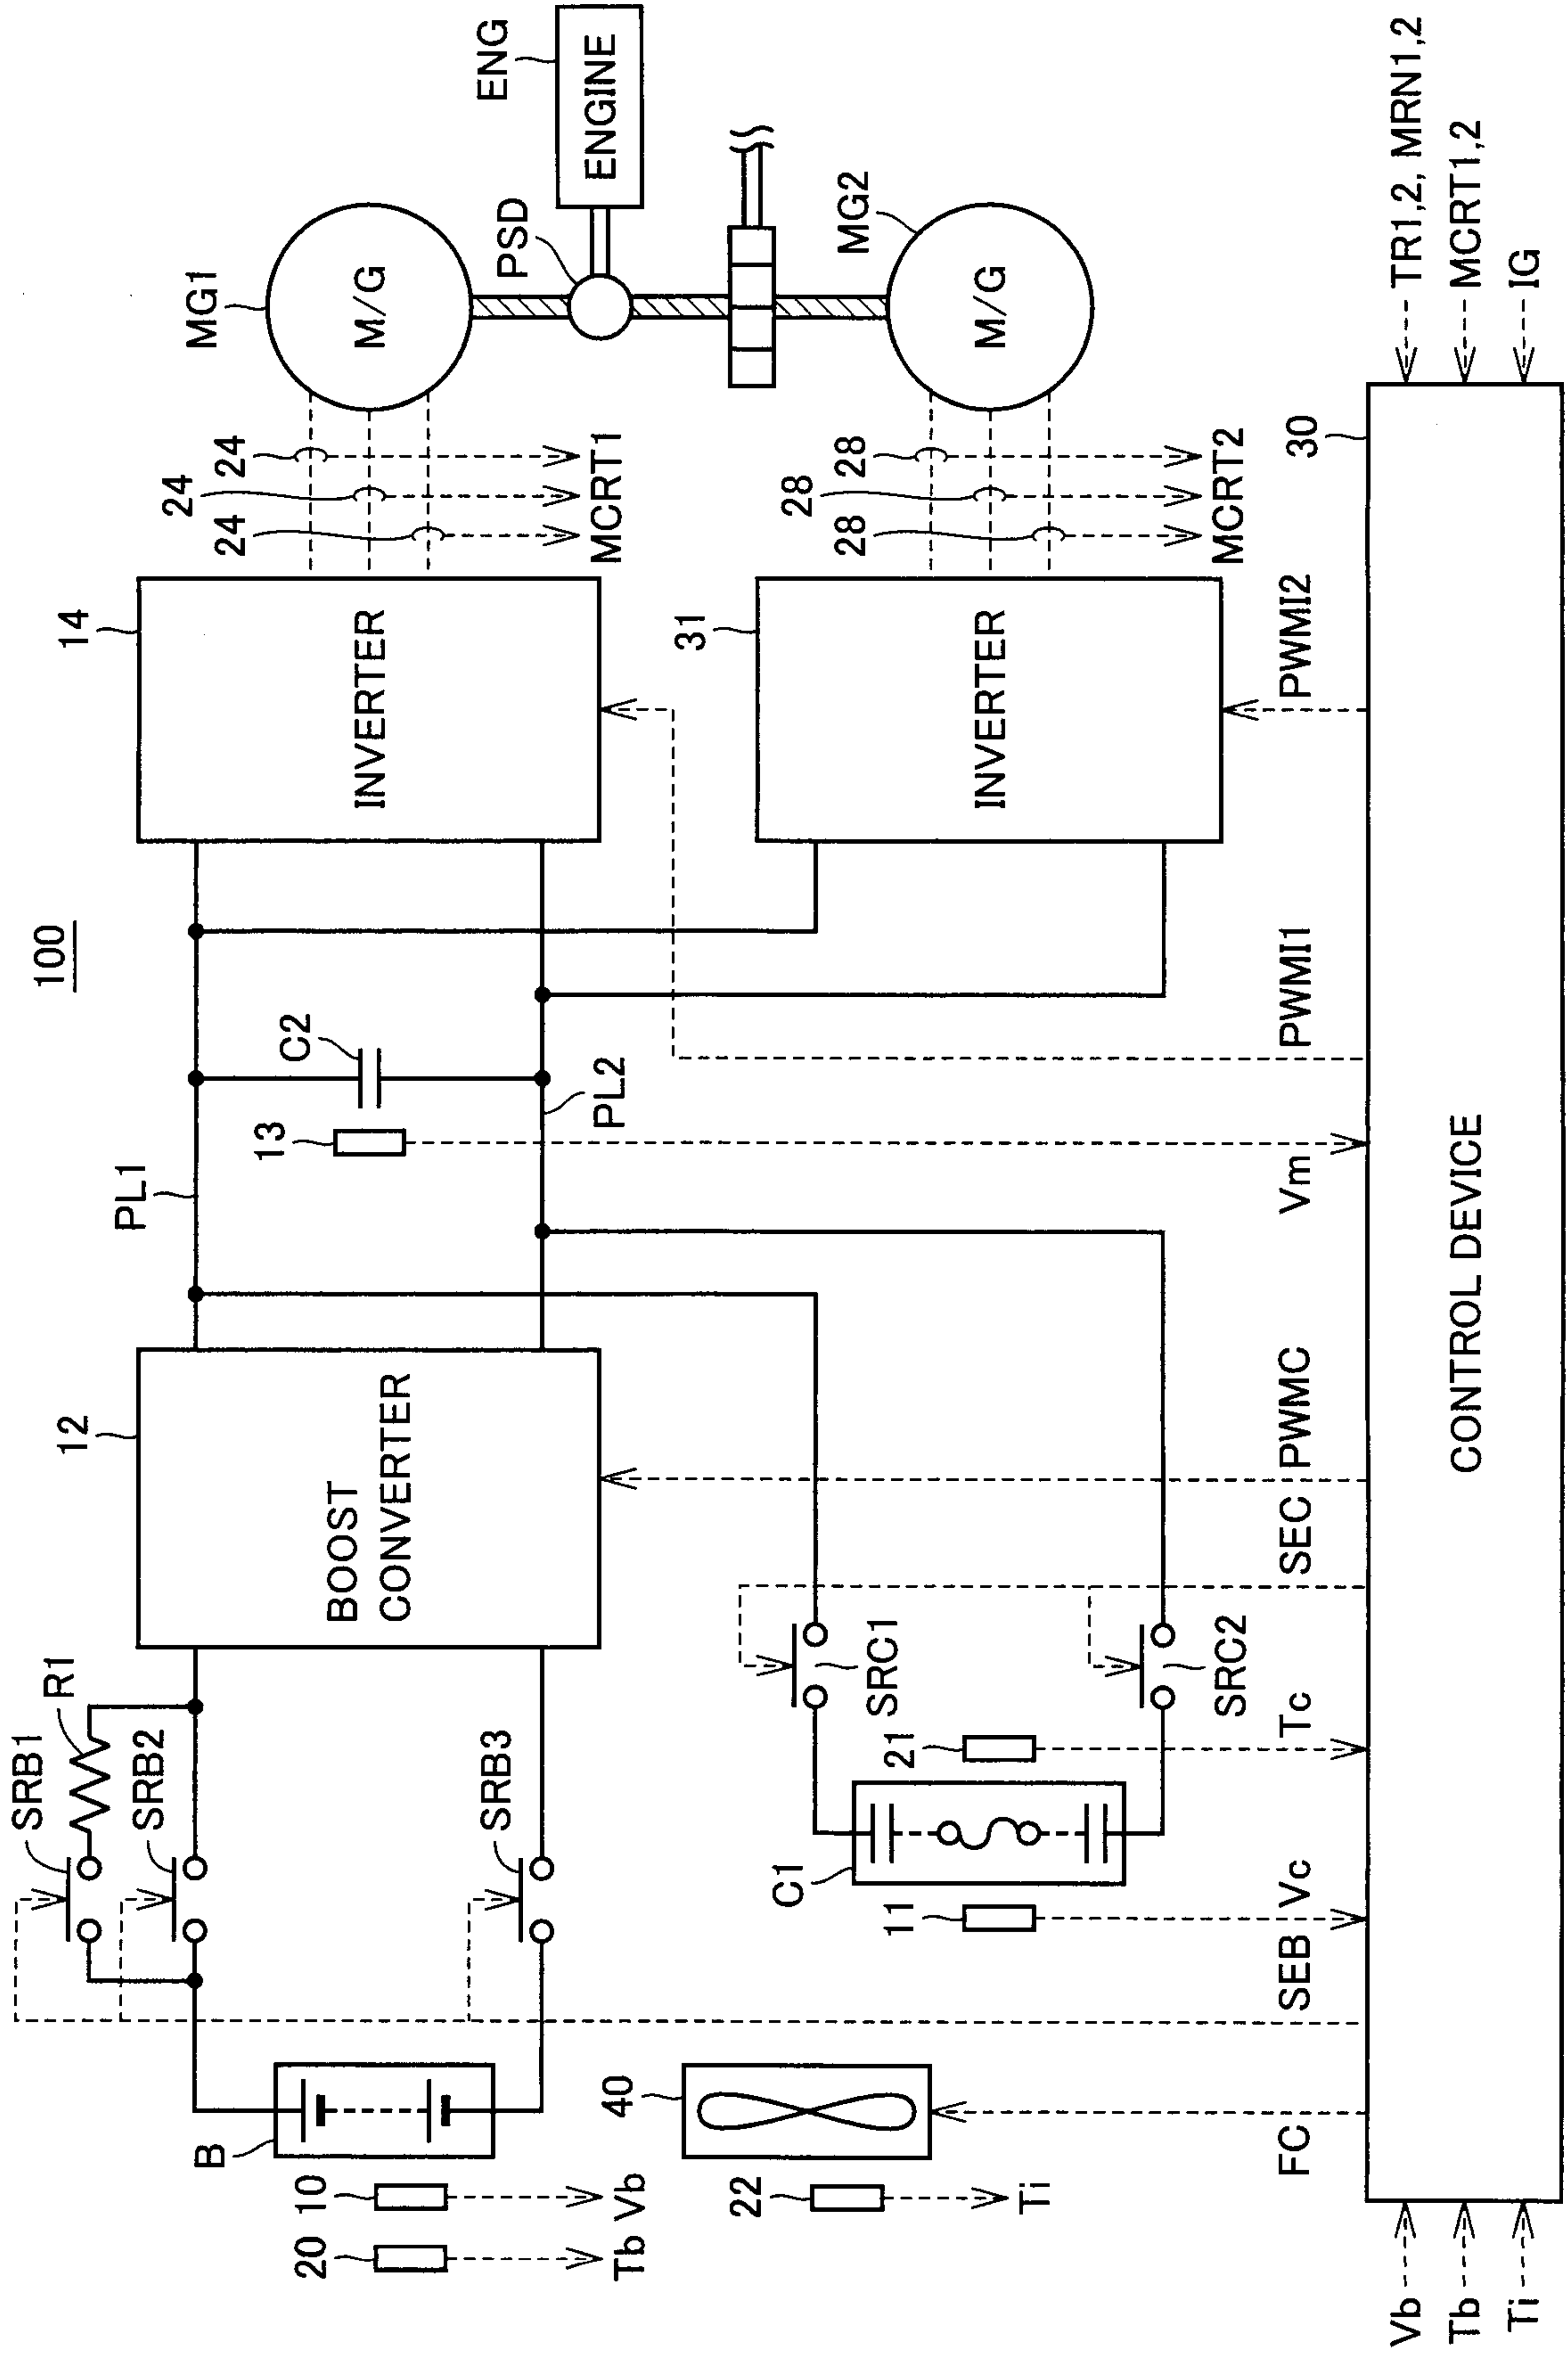 100
SRB1
R1
SRB2
SRB3
12
BOOST
CONVERTER
PL1
13
C2
PL2
14
INVERTER
24
24
24
MCRT1
MG1
M/G
PSD
ENG
ENGINE
B
10
Vb
20
Tb
40
22
Ti
C1
11
21
SRC1
SRC2
31
INVERTER
28
28
28
MCRT2
MG2
M/G
FC
SEB
Vc
Tc
SEC
PWMC
Vm
PWMI1
PWMI2
30
CONTROL DEVICE
Vb
Tb
Ti
TR1,2, MRN1,2
MCRT1,2
IG